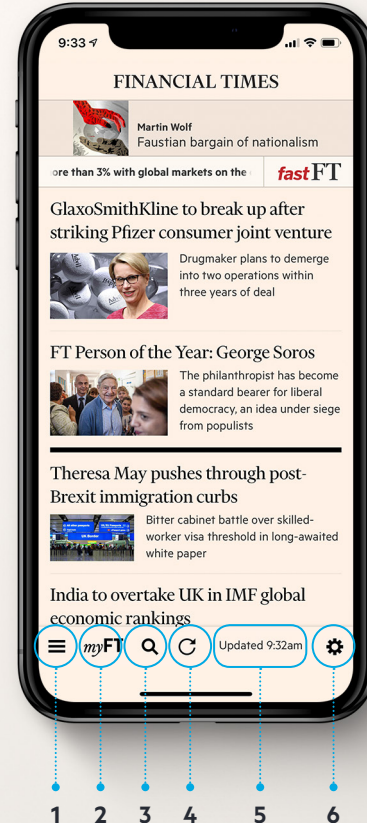 9:33
FINANCIAL TIMES
Martin Wolf
Faustian bargain of nationalism
ore than 3% with global markets on the
fastFT
GlaxoSmithKline to break up after
striking Pfizer consumer joint venture
Advil
Drugmaker plans to demerge
into two operations within
three years of deal
FT Person of the Year: George Soros
The philanthropist has become
a standard bearer for liberal
democracy, an idea under siege
from populists
Theresa May pushes through post-
Brexit immigration curbs
UK Border
Bitter cabinet battle over skilled-
worker visa threshold in long-awaited
white paper
India to overtake UK in IMF global
economic rankings
myFT
Updated 9:32am
1 2 3 4 5 6